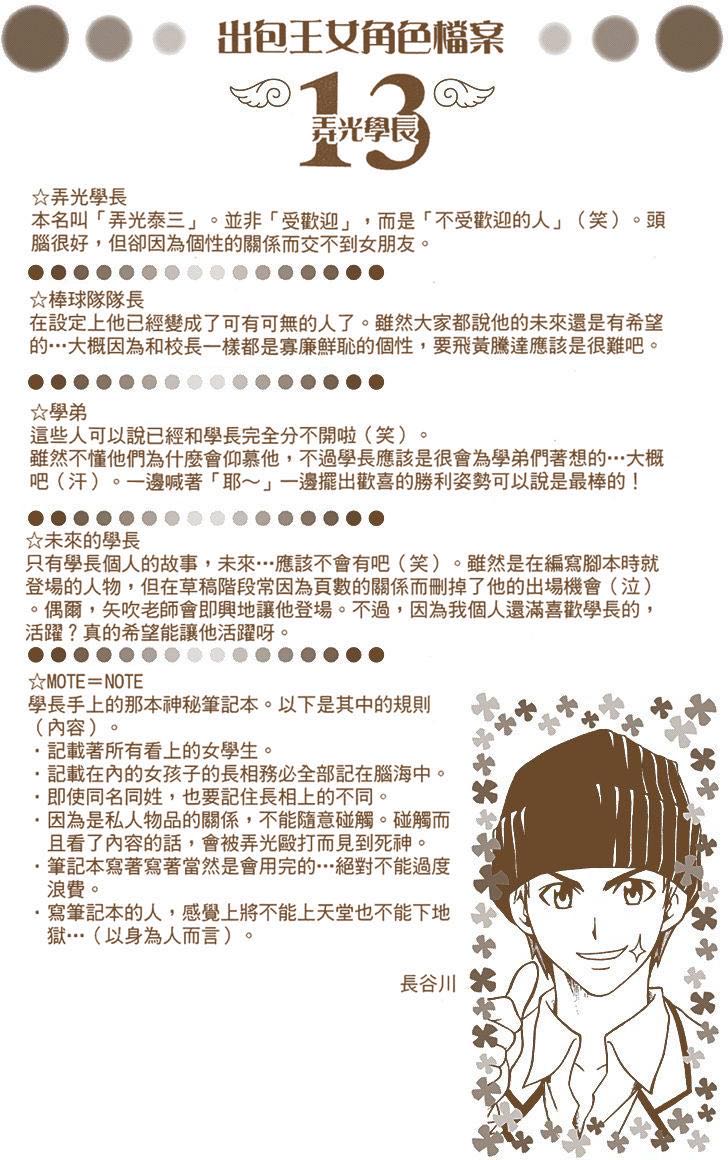 出包王女角色檔案
13
弄光學長
☆弄光學長
本名叫「弄光泰三」。並非「受歡迎」，而是「不受歡迎的人」（笑）。頭
腦很好，但卻因為個性的關係而交不到女朋友。
☆棒球隊隊長
在設定上他已經變成了可有可無的人了。雖然大家都說他的未來還是有希望
的…大概因為和校長一樣都是寡廉鮮恥的個性，要飛黃騰達應該是很難吧。
☆學弟
這些人可以說已經和學長完全分不開啦（笑）。
雖然不懂他們為什麼會仰慕他，不過學長應該是很會為學弟們著想的…大概
吧（汗）。一邊喊著「耶～」一邊擺出歡喜的勝利姿勢可以說是最棒的！
☆未來的學長
只有學長個人的故事，未來…應該不會有吧（笑）。雖然是在編寫腳本時就
登場的人物，但在草稿階段常因為頁數的關係而刪掉了他的出場機會（泣）
。偶爾，矢吹老師會即興地讓他登場。不過，因為我個人還滿喜歡學長的，
活躍？真的希望能讓他活躍呀。
☆MOTE＝NOTE
學長手上的那本神秘筆記本。以下是其中的規則
（內容）。
・記載著所有看上的女學生。
・記載在內的女孩子的長相務必全部記在腦海中。
・即使同名同姓，也要記住長相上的不同。
・因為是私人物品的關係，不能隨意碰觸。碰觸而
且看了內容的話，會被弄光毆打而見到死神。
・筆記本寫著寫著當然是會用完的…絕對不能過度
浪費。
・寫筆記本的人，感覺上將不能上天堂也不能下地
獄…（以身為人而言）。
長谷川